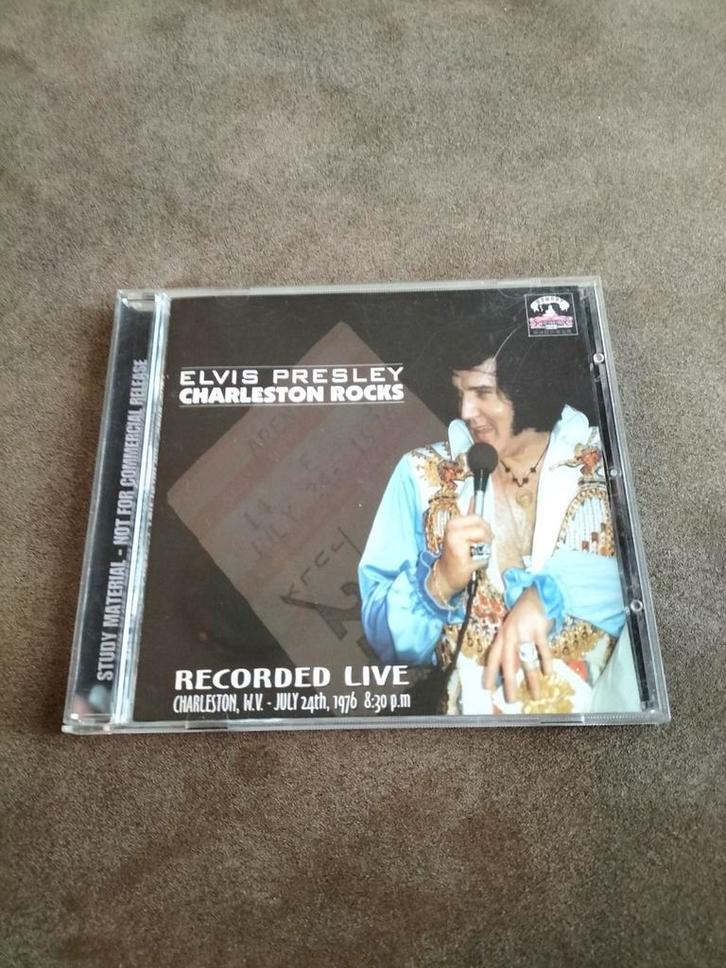 ELVIS PRESLEY
CHARLESTON ROCKS
RECORDED LIVE
CHARLESTON, W.V. - JULY 24th, 1976 8:30 p.m
STUDY MATERIAL - NOT FOR COMMERCIAL RELEASE